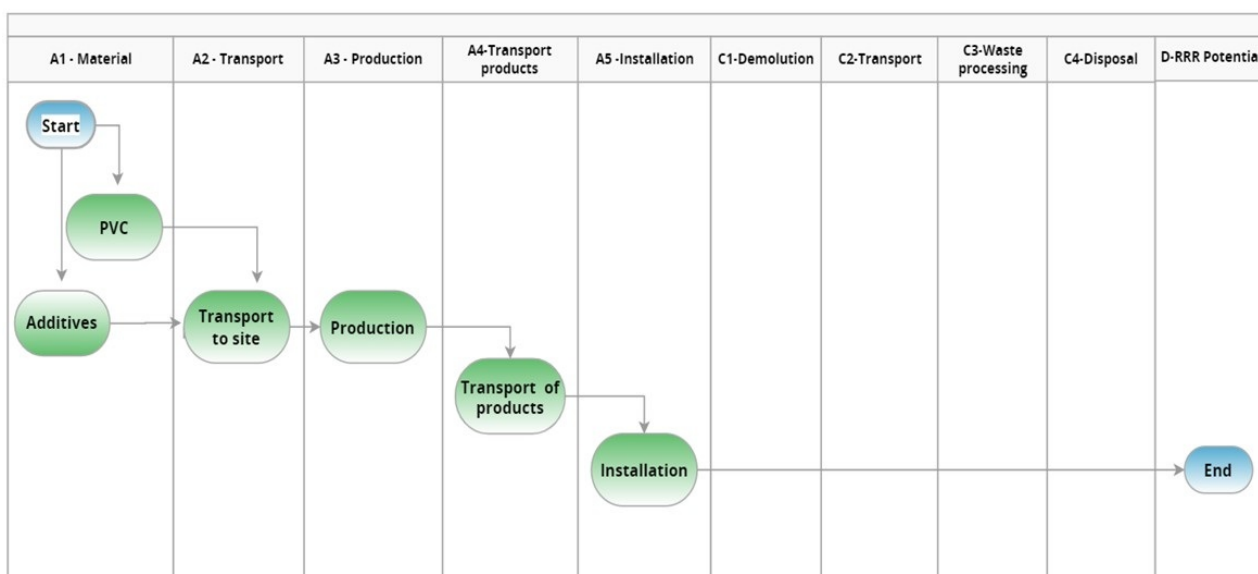 A1 - Material
A2 - Transport
A3 - Production
A4-Transport
products
A5 -Installation
C1-Demolution
C2-Transport
C3-Waste
processing
C4-Disposal
D-RRR Potentia
Start
PVC
Additives
Transport
to site
Production
Transport of
products
Installation
End